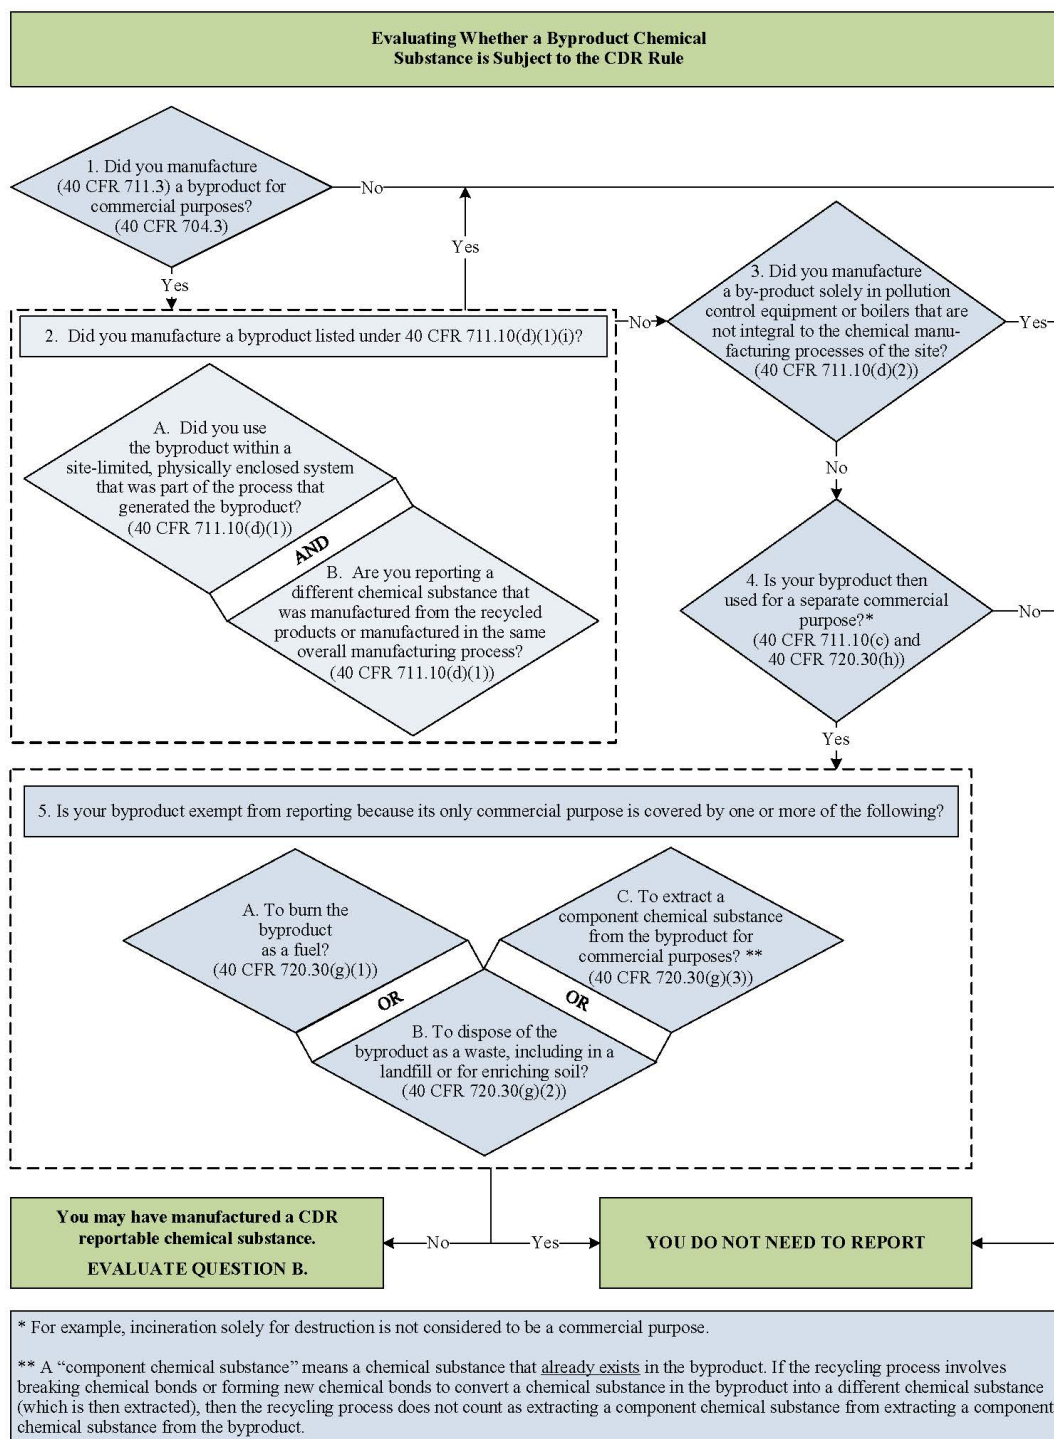 Evaluating Whether a Byproduct Chemical
Substance is Subject to the CDR Rule
1. Did you manufacture
(40 CFR 711.3) a byproduct for
commercial purposes?
(40 CFR 704.3)
No
Yes
Yes
2. Did you manufacture a byproduct listed under 40 CFR 711.10(d)(1)(i)?
No
A. Did you use
the byproduct within a
site-limited, physically enclosed system
that was part of the process that
generated the byproduct?
(40 CFR 711.10(d)(1))
AND
B. Are you reporting a
different chemical substance that
was manufactured from the recycled
products or manufactured in the same
overall manufacturing process?
(40 CFR 711.10(d)(1))
3. Did you manufacture
a by-product solely in pollution
control equipment or boilers that are
not integral to the chemical manu-
facturing processes of the site?
(40 CFR 711.10(d)(2))
Yes
No
4. Is your byproduct then
used for a separate commercial
purpose?*
(40 CFR 711.10(c) and
40 CFR 720.30(h))
No
Yes
5. Is your byproduct exempt from reporting because its only commercial purpose is covered by one or more of the following?
A. To burn the
byproduct
as a fuel?
(40 CFR 720.30(g)(1))
OR
B. To dispose of the
byproduct as a waste, including in a
landfill or for enriching soil?
(40 CFR 720.30(g)(2))
OR
C. To extract a
component chemical substance
from the byproduct for
commercial purposes? **
(40 CFR 720.30(g)(3))
You may have manufactured a CDR
reportable chemical substance.
EVALUATE QUESTION B.
No
Yes
YOU DO NOT NEED TO REPORT
* For example, incineration solely for destruction is not considered to be a commercial purpose.
** A “component chemical substance” means a chemical substance that already exists in the byproduct. If the recycling process involves
breaking chemical bonds or forming new chemical bonds to convert a chemical substance in the byproduct into a different chemical substance
(which is then extracted), then the recycling process does not count as extracting a component chemical substance from extracting a component
chemical substance from the byproduct.